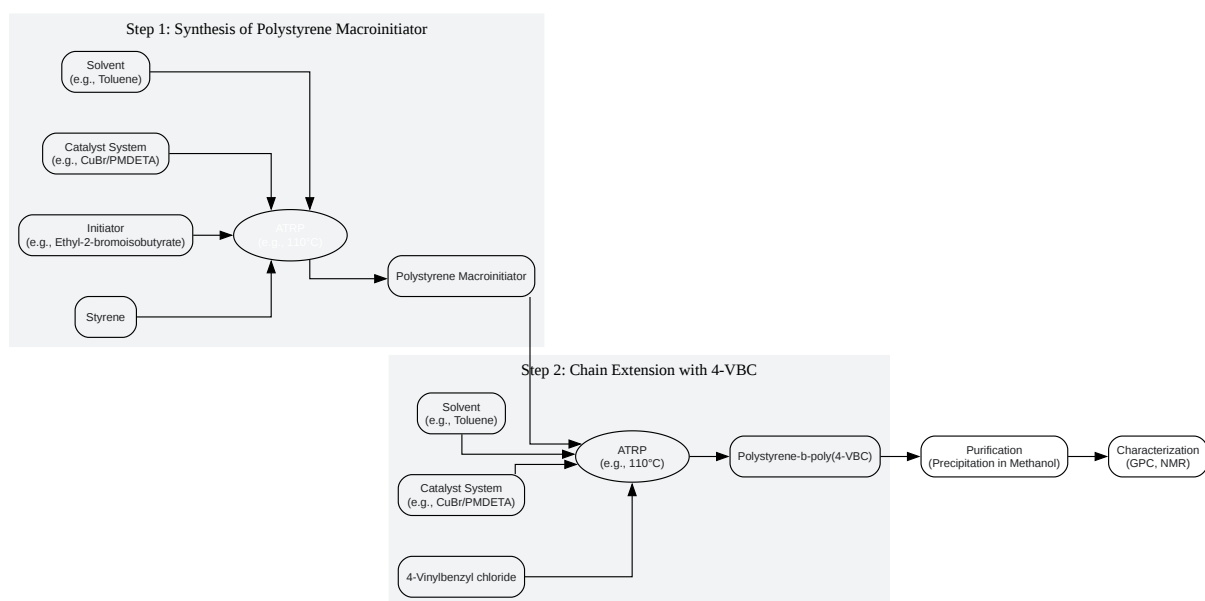 Step 1: Synthesis of Polystyrene Macroinitiator
Solvent
(e.g., Toluene)
Catalyst System
(e.g., CuBr/PMDETA)
Initiator
(e.g., Ethyl-2-bromoisobutyrate)
ATRP
(e.g., 110°C)
Polystyrene Macroinitiator
Styrene
Step 2: Chain Extension with 4-VBC
Solvent
(e.g., Toluene)
ATRP
(e.g., 110°C)
Polystyrene-b-poly(4-VBC)
Purification
(Precipitation in Methanol)
Characterization
(GPC, NMR)
Catalyst System
(e.g., CuBr/PMDETA)
4-Vinylbenzyl chloride